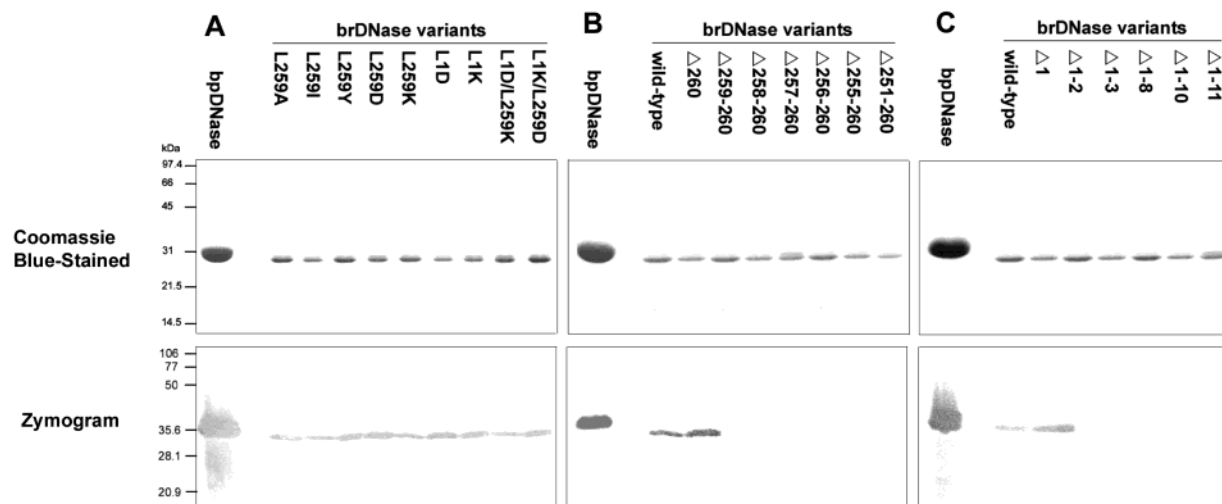 A
brDNase variants
bpDNase
L259A
L259I
L259Y
L259D
L259K
L1D
L1K
L1D/L259K
L1K/L259D
B
brDNase variants
bpDNase
wild-type
△260
△259-260
△258-260
△257-260
△256-260
△255-260
△251-260
C
brDNase variants
bpDNase
wild-type
△1
△1-2
△1-3
△1-8
△1-10
△1-11
kDa
97.4
66
45
31
21.5
14.5
Coomassie
Blue-Stained
106
77
50
35.6
28.1
20.9
Zymogram